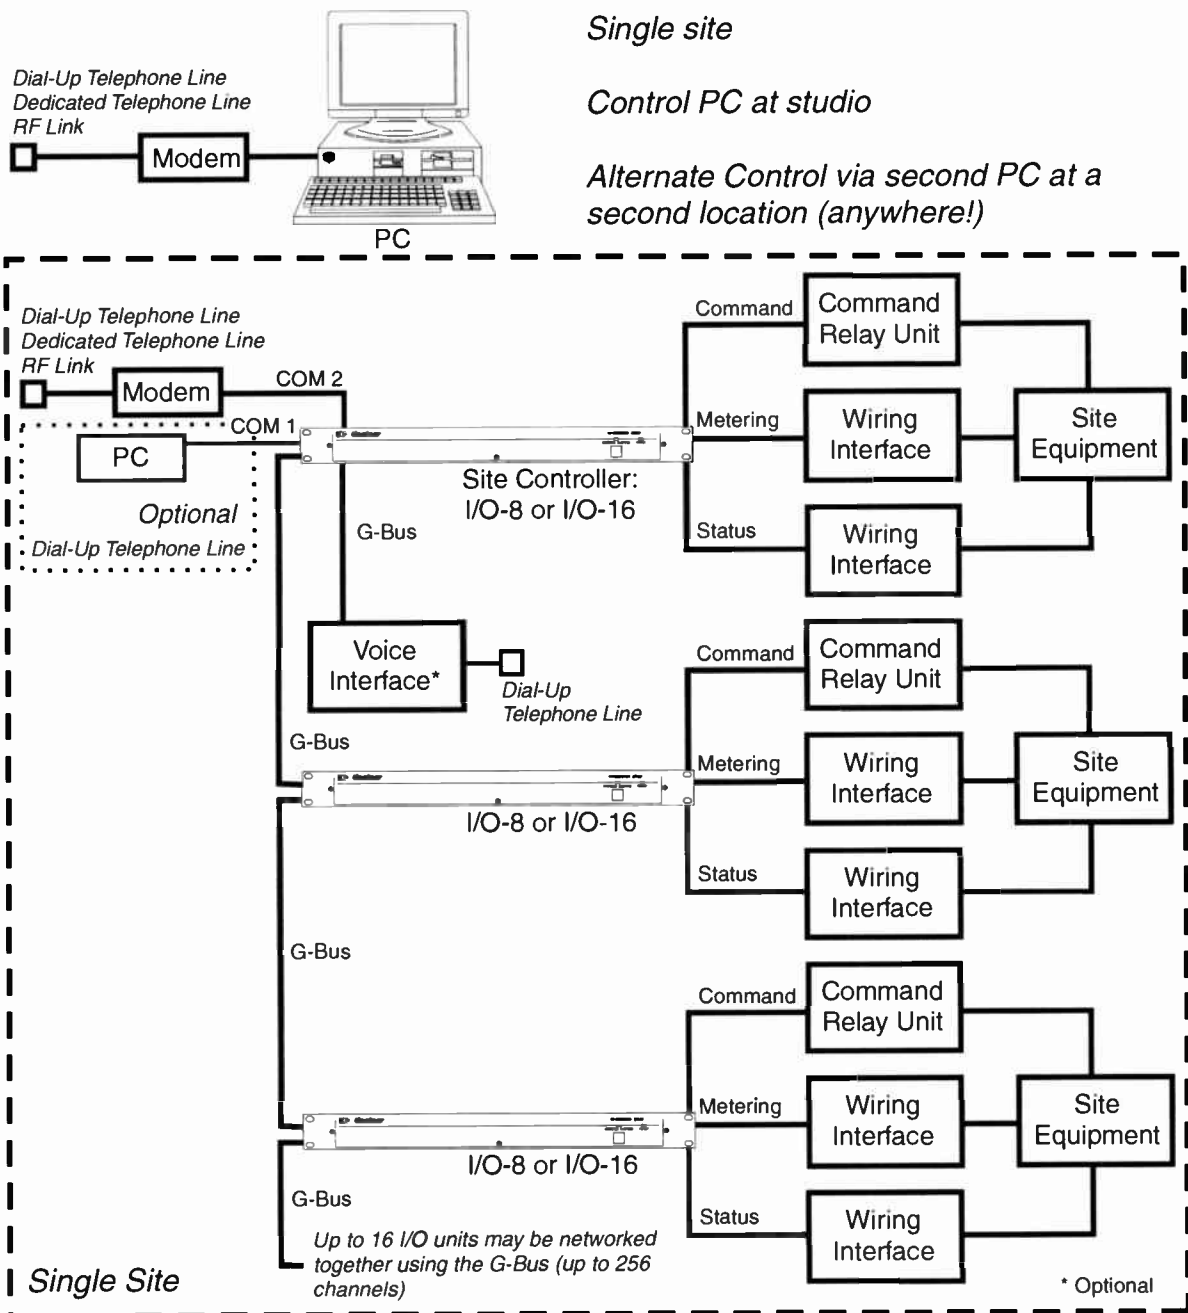 Single site
Dial-Up Telephone Line
Dedicated Telephone Line
RF Link
Control PC at studio
Modem
Alternate Control via second PC at a
second location (anywhere!)
PC
Dial-Up Telephone Line
Dedicated Telephone Line
RF Link
Modem
COM 2
COM 1
PC
Optional
Dial-Up Telephone Line
Site Controller:
I/O-8 or I/O-16
G-Bus
Command
Command
Relay Unit
Metering
Wiring
Interface
Site
Equipment
Status
Wiring
Interface
Voice
Interface*
Dial-Up
Telephone Line
G-Bus
I/O-8 or I/O-16
Command
Command
Relay Unit
Metering
Wiring
Interface
Site
Equipment
Status
Wiring
Interface
G-Bus
I/O-8 or I/O-16
Command
Command
Relay Unit
Metering
Wiring
Interface
Site
Equipment
Status
Wiring
Interface
G-Bus
Up to 16 I/O units may be networked
together using the G-Bus (up to 256
channels)
Single Site
* Optional